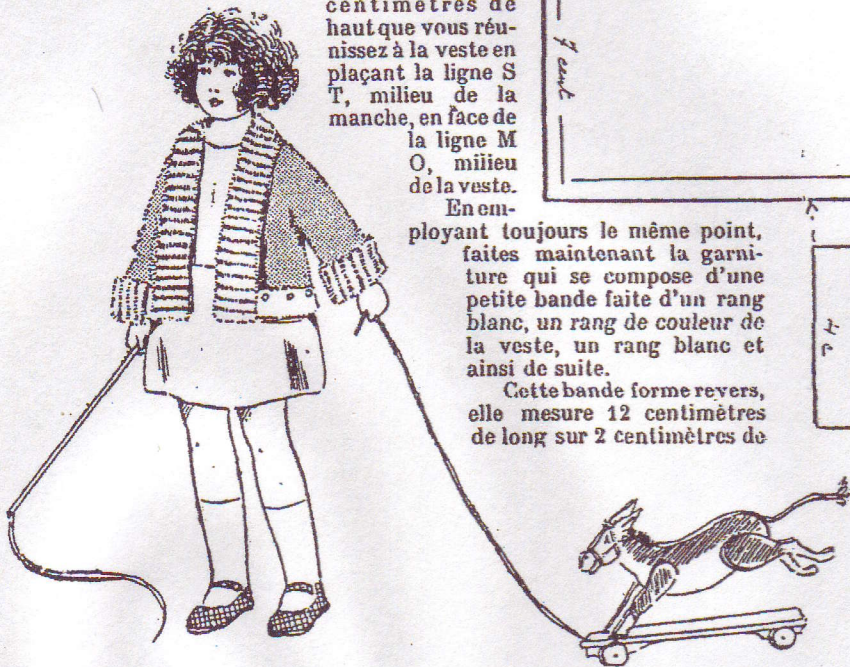 centimètres de
haut que vous réu-
nissez à la veste en
plaçant la ligne S
T, milieu de la
manche, en face de
la ligne M
O, milieu
de la veste.
En em-
ployant toujours le même point,
faites maintenant la garni-
ture qui se compose d'une
petite bande faite d'un rang
blanc, un rang de couleur de
la veste, un rang blanc et
ainsi de suite.
Cette bande forme revers,
elle mesure 12 centimètres
de long sur 2 centimètres de
7 cent
4 c